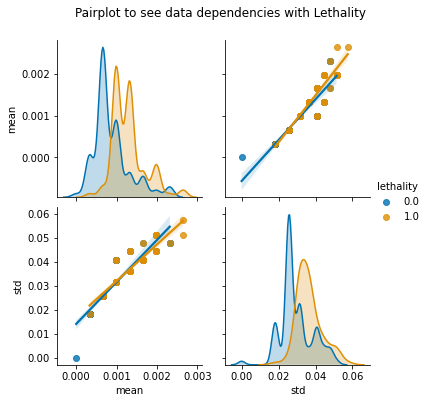 Pairplot to see data dependencies with Lethality
0.002
0.001
0.000
mean
lethality
0.0
1.0
0.06
0.05
0.04
0.03
0.02
0.01
0.00
std
0.000 0.001 0.002 0.003
mean
0.00 0.02 0.04 0.06
std